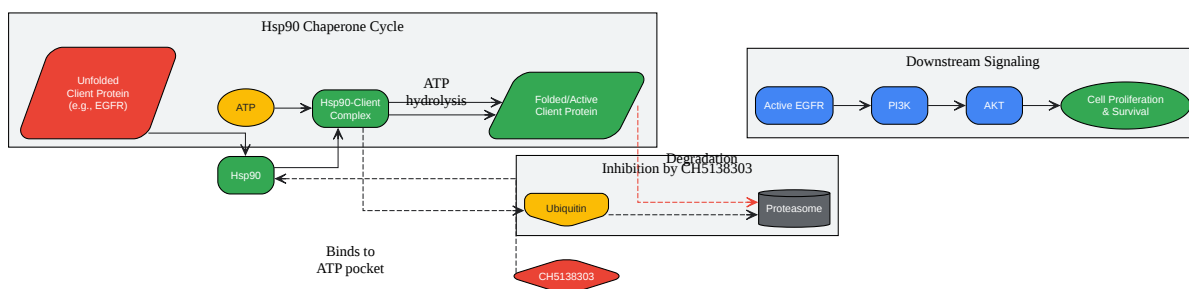 Hsp90 Chaperone Cycle
Unfolded
Client Protein
(e.g., EGFR)
ATP
Hsp90-Client
Complex
ATP
hydrolysis
Folded/Active
Client Protein
Hsp90
Downstream Signaling
Active EGFR
PI3K
AKT
Cell Proliferation
& Survival
Degradation
Inhibition by CH5138303
Ubiquitin
Proteasome
Binds to
ATP pocket
CH5138303